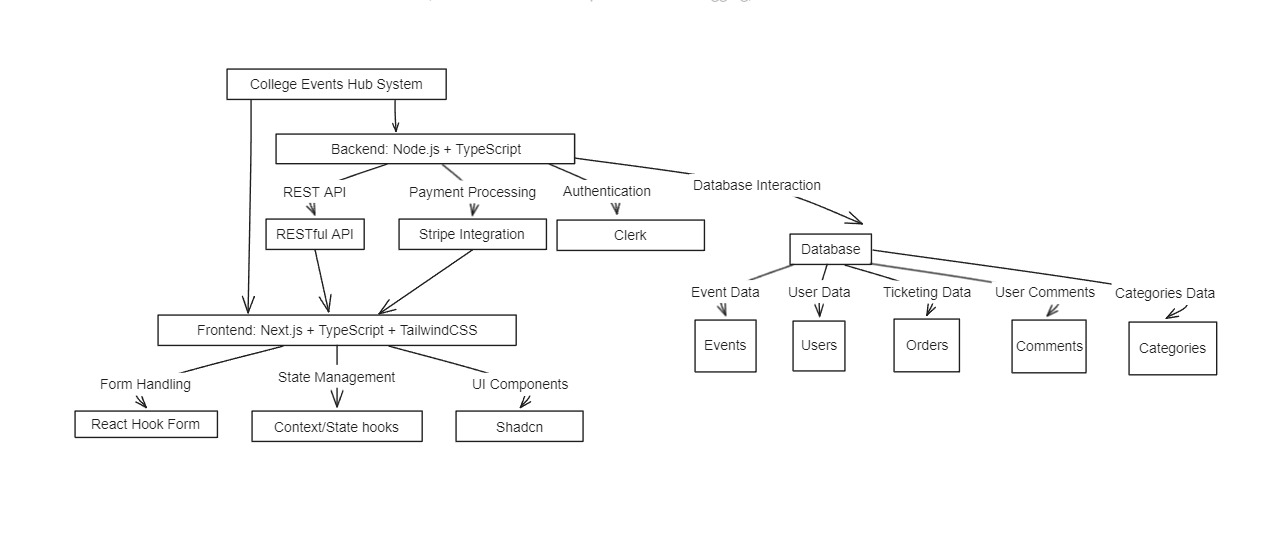 College Events Hub System
Backend: Node.js + TypeScript
REST API
Payment Processing
Authentication
Database Interaction
RESTful API
Stripe Integration
Clerk
Database
Event Data
User Data
Ticketing Data
User Comments
Categories Data
Frontend: Next.js + TypeScript + TailwindCSS
Events
Users
Orders
Comments
Categories
Form Handling
State Management
UI Components
React Hook Form
Context/State hooks
Shadcn